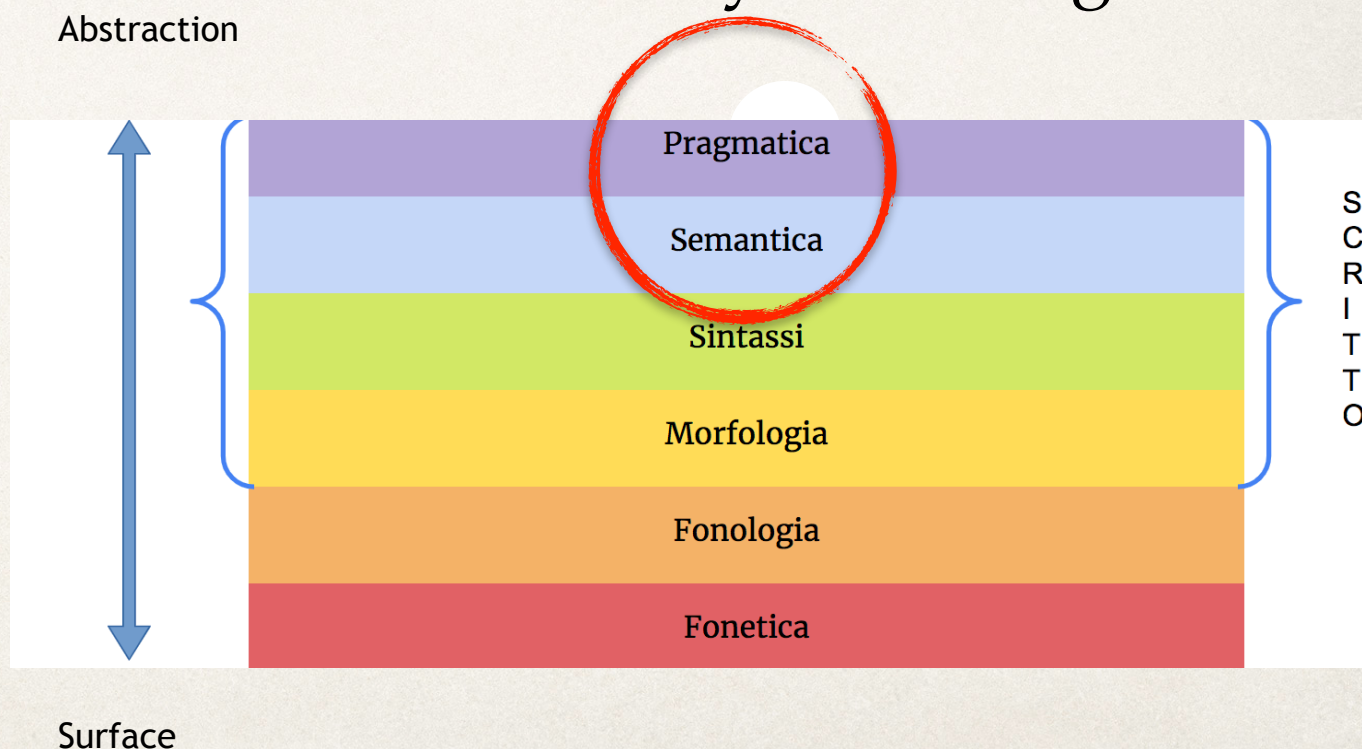 Abstraction
Pragmatica
Semantica
Sintassi
Morfologia
Fonologia
Fonetica
S
C
R
I
T
T
O
Surface